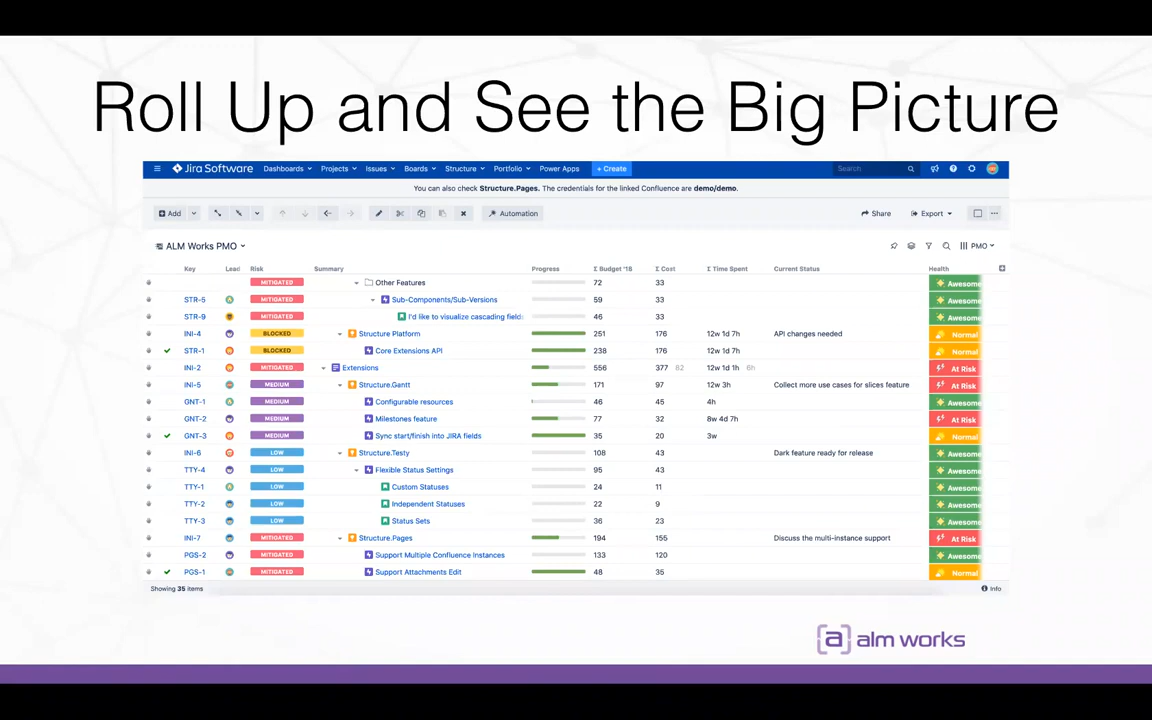 Roll Up and See the Big Picture
Jira Software Dashboards Projects Issues Boards Structure Portfolio Power Apps + Create Search
You can also check Structure.Pages. The credentials for the linked Confluence are demo/demo.
Add Automation Share Export
ALM Works PMO PMO
Key Lead Risk Summary Progress Σ Budget '18 Σ Cost Σ Time Spent Current Status Health
MITIGATED Other Features 72 33 Awesome
STR-5 MITIGATED Sub-Components/Sub-Versions 59 33 Awesome
STR-9 MITIGATED I'd like to visualize cascading fields 46 33 Awesome
INI-4 BLOCKED Structure Platform 251 176 12w 1d 7h API changes needed Normal
STR-1 BLOCKED Core Extensions API 238 176 12w 1d 7h Normal
INI-2 MITIGATED Extensions 556 377 82 12w 1d 1h 6h At Risk
INI-5 MEDIUM Structure.Gantt 171 97 12w 3h Collect more use cases for slices feature At Risk
GNT-1 MEDIUM Configurable resources 46 45 4h Awesome
GNT-2 MEDIUM Milestones feature 77 32 8w 4d 7h At Risk
GNT-3 MEDIUM Sync start/finish into JIRA fields 35 20 3w Normal
INI-6 LOW Structure.Testy 108 43 Dark feature ready for release Awesome
TTY-4 LOW Flexible Status Settings 95 43 Awesome
TTY-1 LOW Custom Statuses 24 11 Awesome
TTY-2 LOW Independent Statuses 22 9 Awesome
TTY-3 LOW Status Sets 36 23 Awesome
INI-7 MITIGATED Structure.Pages 194 155 Discuss the multi-instance support At Risk
PGS-2 MITIGATED Support Multiple Confluence Instances 133 120 Awesome
PGS-1 MITIGATED Support Attachments Edit 48 35 Normal
Showing 35 items Info
[a] alm works